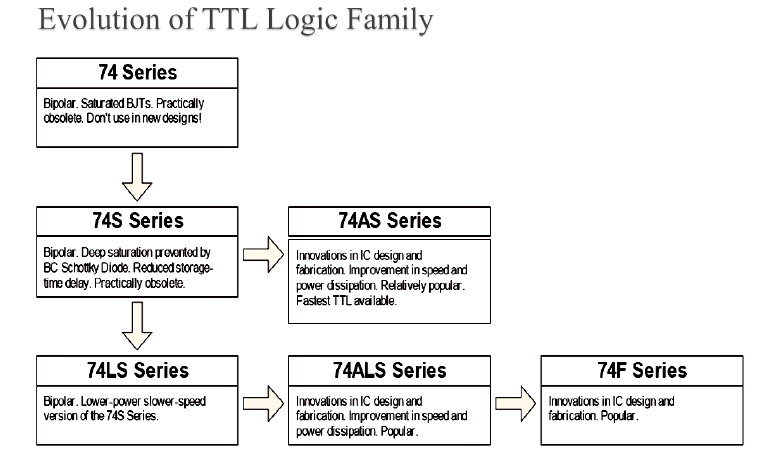 Evolution of TTL Logic Family
74 Series
Bipolar. Saturated BJTs. Practically
obsolete. Don't use in new designs!
74S Series
Bipolar. Deep saturation prevented by
BC Schottky Diode. Reduced storage-
time delay. Practically obsolete.
74AS Series
Innovations in IC design and
fabrication. Improvement in speed and
power dissipation. Relatively popular.
Fastest TTL available.
74LS Series
Bipolar. Lower-power slower-speed
version of the 74S Series.
74ALS Series
Innovations in IC design and
fabrication. Improvement in speed and
power dissipation. Popular.
74F Series
Innovations in IC design and
fabrication. Popular.